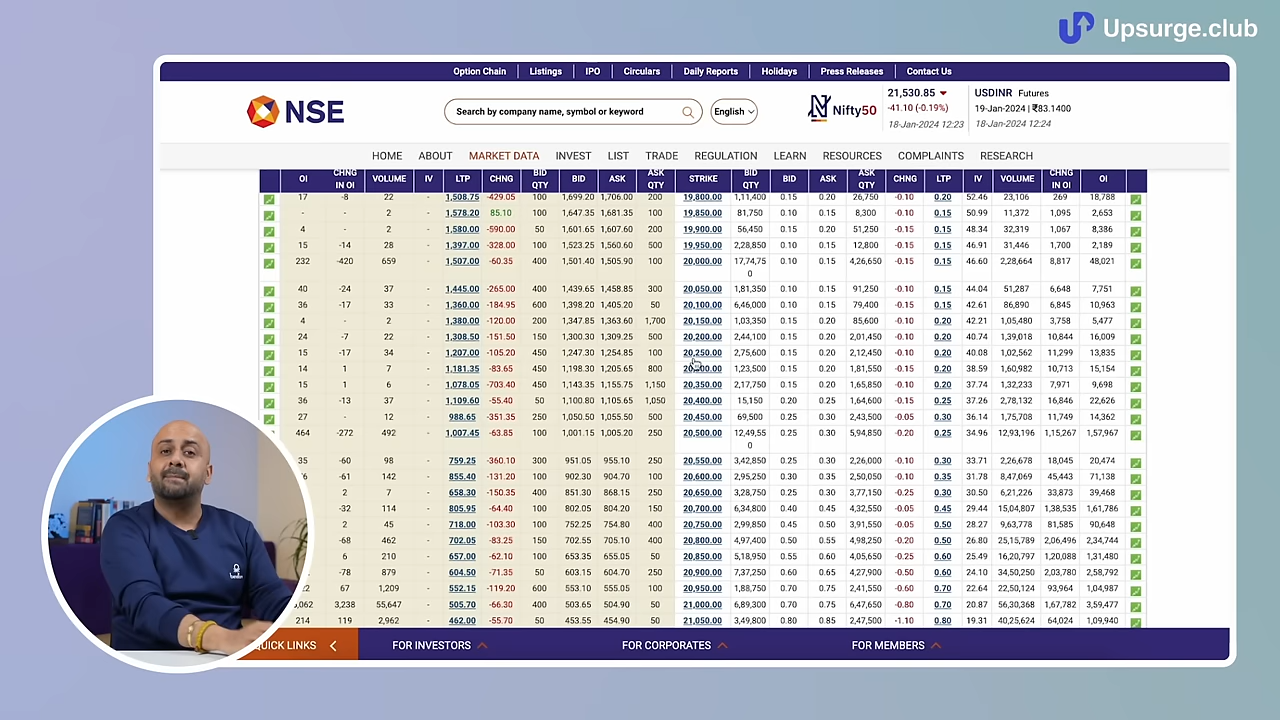 Upsurge.club
Option Chain Listings IPO Circulars Daily Reports Holidays Press Releases Contact Us
NSE
Search by company name, symbol or keyword
English
Nifty50
21,530.85
-41.10 (-0.19%)
18-Jan-2024 12:23
USDINR Futures
19-Jan-2024 | ₹83.1400
18-Jan-2024 12:24
HOME ABOUT MARKET DATA INVEST LIST TRADE REGULATION LEARN RESOURCES COMPLAINTS RESEARCH
OI CHNG IN OI VOLUME IV LTP CHNG BID QTY BID ASK ASK QTY STRIKE BID QTY BID ASK ASK QTY CHNG LTP IV VOLUME CHNG IN OI OI
17 -8 22 - 1,508.75 -429.05 100 1,699.20 1,706.00 200 19,800.00 1,11,400 0.15 0.20 26,750 -0.10 0.20 52.46 23,106 269 18,788
- - 2 - 1,578.20 85.10 100 1,647.35 1,681.35 100 19,850.00 81,750 0.15 0.20 8,300 -0.10 0.15 50.99 11,372 1,095 2,653
4 - 2 - 1,580.00 -590.00 50 1,601.65 1,607.60 200 19,900.00 56,450 0.10 0.15 51,250 -0.15 0.15 48.34 32,319 1,067 8,386
15 -14 28 - 1,397.00 -328.00 100 1,523.25 1,560.60 500 19,950.00 2,28,850 0.10 0.15 12,800 -0.15 0.15 46.91 31,446 1,700 2,189
232 -420 659 - 1,507.00 -60.35 400 1,501.40 1,505.90 100 20,000.00 17,74,750 0.10 0.15 4,26,650 -0.15 0.15 46.60 2,28,664 8,817 48,021
40 -24 37 - 1,445.00 -265.00 400 1,439.65 1,458.85 300 20,050.00 1,81,350 0.10 0.15 91,250 -0.10 0.15 44.04 51,287 6,648 7,751
36 -17 33 - 1,360.00 -184.95 600 1,398.20 1,405.20 50 20,100.00 6,46,000 0.10 0.15 79,400 -0.15 0.15 42.61 86,890 6,845 10,963
4 - 2 - 1,380.00 -120.00 200 1,347.85 1,363.60 1,700 20,150.00 1,03,350 0.15 0.20 85,600 -0.10 0.20 42.21 1,05,480 3,758 5,477
24 -7 22 - 1,308.50 -151.50 150 1,300.30 1,309.25 500 20,200.00 2,44,100 0.15 0.20 2,01,450 -0.10 0.20 40.74 1,39,018 10,844 16,009
15 -17 34 - 1,207.00 -105.20 450 1,247.30 1,254.85 100 20,250.00 2,75,600 0.15 0.20 2,12,450 -0.10 0.20 40.08 1,02,562 11,299 13,835
14 1 7 - 1,181.35 -83.65 450 1,198.30 1,205.65 800 1,23,500 0.15 0.20 1,81,550 -0.10 0.15 38.59 1,60,982 10,713 15,154
15 1 6 - 1,078.05 -703.40 450 1,143.35 1,155.75 1,150 20,350.00 2,17,750 0.15 0.20 1,65,850 -0.10 0.20 37.74 1,32,233 7,971 9,698
36 -13 37 - 1,109.60 -55.40 50 1,100.80 1,105.65 1,050 20,400.00 15,150 0.20 0.25 1,64,600 -0.15 0.25 37.26 2,78,132 16,846 22,626
27 - 12 - 988.65 -351.35 250 1,050.50 1,055.50 500 20,450.00 69,500 0.25 0.30 2,43,500 -0.05 0.30 36.14 1,75,708 11,749 14,362
464 -272 492 - 1,007.45 -63.85 100 1,001.15 1,005.20 250 20,500.00 12,49,550 0.25 0.30 5,94,850 -0.20 0.25 34.96 12,93,196 1,15,267 1,57,967
35 -60 98 - 759.25 -360.10 300 951.05 955.10 250 20,550.00 3,42,850 0.25 0.30 2,26,000 -0.10 0.30 33.71 2,26,678 18,045 20,474
-61 142 - 855.40 -131.20 100 902.30 904.70 100 20,600.00 2,95,250 0.30 0.35 2,50,050 -0.10 0.35 31.78 8,47,069 45,443 71,138
2 7 - 658.30 -150.35 400 851.30 868.15 250 20,650.00 3,28,750 0.25 0.30 3,77,150 -0.25 0.30 30.50 6,21,226 33,873 39,468
-32 114 - 805.95 -64.40 100 802.05 804.20 150 20,700.00 6,34,800 0.40 0.45 4,32,550 -0.05 0.45 29.44 15,04,807 1,38,535 1,61,786
2 45 - 718.00 -103.30 100 752.25 754.80 400 20,750.00 2,99,850 0.45 0.50 3,91,550 -0.05 0.50 28.27 9,63,778 81,585 90,648
-68 462 - 702.05 -83.25 150 702.55 705.10 400 20,800.00 4,97,400 0.50 0.55 4,98,250 -0.20 0.50 26.80 25,15,789 2,06,496 2,34,744
6 210 - 657.00 -62.10 100 653.35 655.05 50 20,850.00 5,18,950 0.55 0.60 4,05,650 -0.25 0.60 25.49 16,20,797 1,20,088 1,31,480
-78 879 - 604.50 -71.35 50 603.15 604.70 250 20,900.00 7,37,250 0.60 0.65 4,27,900 -0.50 0.60 24.10 34,50,250 2,03,780 2,58,792
67 1,209 - 552.15 -119.20 600 553.10 555.05 100 20,950.00 1,88,750 0.70 0.75 2,41,500 -0.60 0.70 22.64 22,50,124 93,964 1,04,987
3,238 55,647 - 505.70 -66.30 400 503.65 504.90 50 21,000.00 6,89,300 0.70 0.75 6,47,650 -0.80 0.70 20.87 56,30,368 1,67,782 3,59,477
214 119 2,962 - 462.00 -55.70 50 453.55 454.90 50 21,050.00 3,49,800 0.80 0.85 2,47,500 -1.10 0.80 19.31 40,25,624 64,024 1,09,940
QUICK LINKS FOR INVESTORS FOR CORPORATES FOR MEMBERS